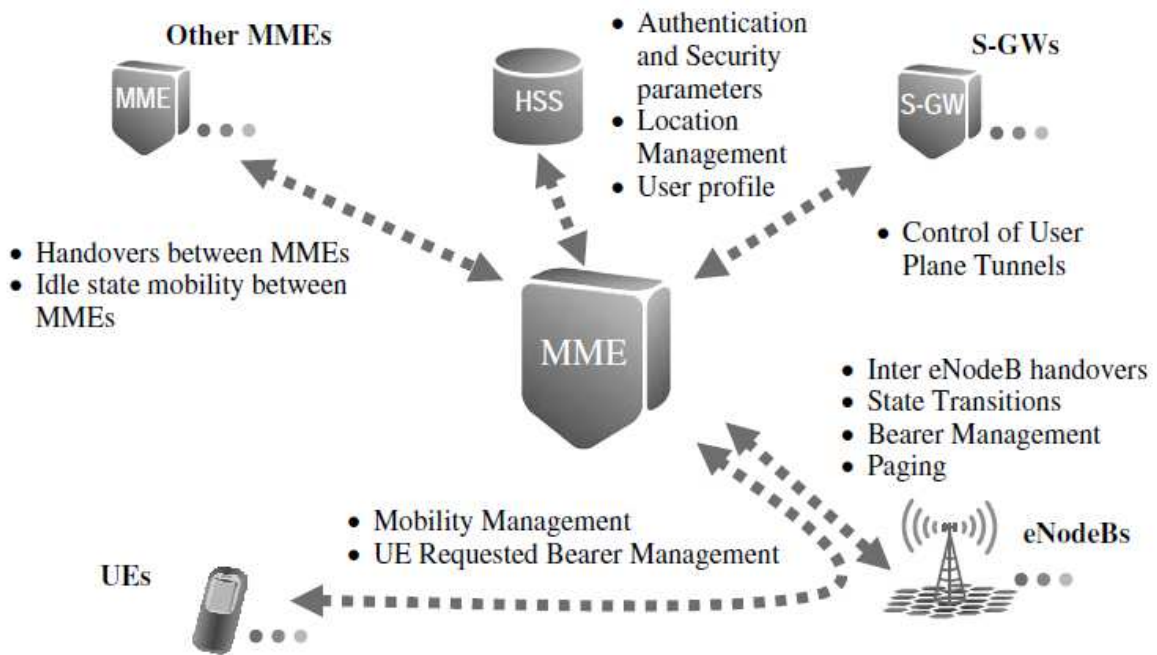 Other MMEs
MME
HSS
• Authentication
and Security
parameters
• Location
Management
• User profile
S-GWs
S-GW
• Handovers between MMEs
• Idle state mobility between
MMEs
• Control of User
Plane Tunnels
MME
• Inter eNodeB handovers
• State Transitions
• Bearer Management
• Paging
• Mobility Management
• UE Requested Bearer Management
eNodeBs
UEs